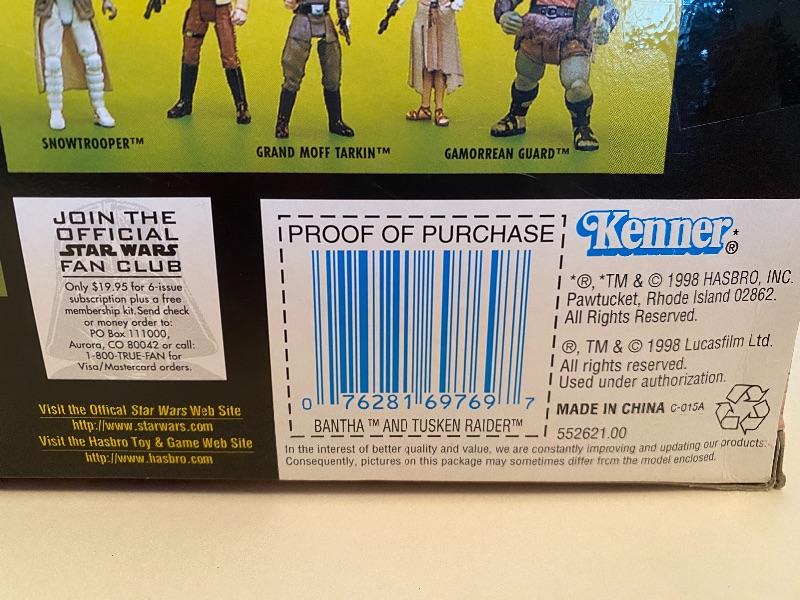 SNOWTROOPER™
GRAND MOFF TARKIN™
GAMORREAN GUARD™
JOIN THE
OFFICIAL
STAR WARS
FAN CLUB
Only $19.95 for 6-issue
subscription plus a free
membership kit. Send check
or money order to:
PO Box 111000,
Aurora, CO 80042 or call:
1-800-TRUE-FAN for
Visa/Mastercard orders.
Visit the Offical Star Wars Web Site
http://www.starwars.com
Visit the Hasbro Toy & Game Web Site
http://www.hasbro.com
PROOF OF PURCHASE
0 76281 69769 7
BANTHA™ AND TUSKEN RAIDER™
Kenner*®
*®, *TM & © 1998 HASBRO, INC.
Pawtucket, Rhode Island 02862.
All Rights Reserved.
®, TM & © 1998 Lucasfilm Ltd.
All rights reserved.
Used under authorization.
MADE IN CHINA C-015A
552621.00
In the interest of better quality and value, we are constantly improving and updating our products.
Consequently, pictures on this package may sometimes differ from the model enclosed.